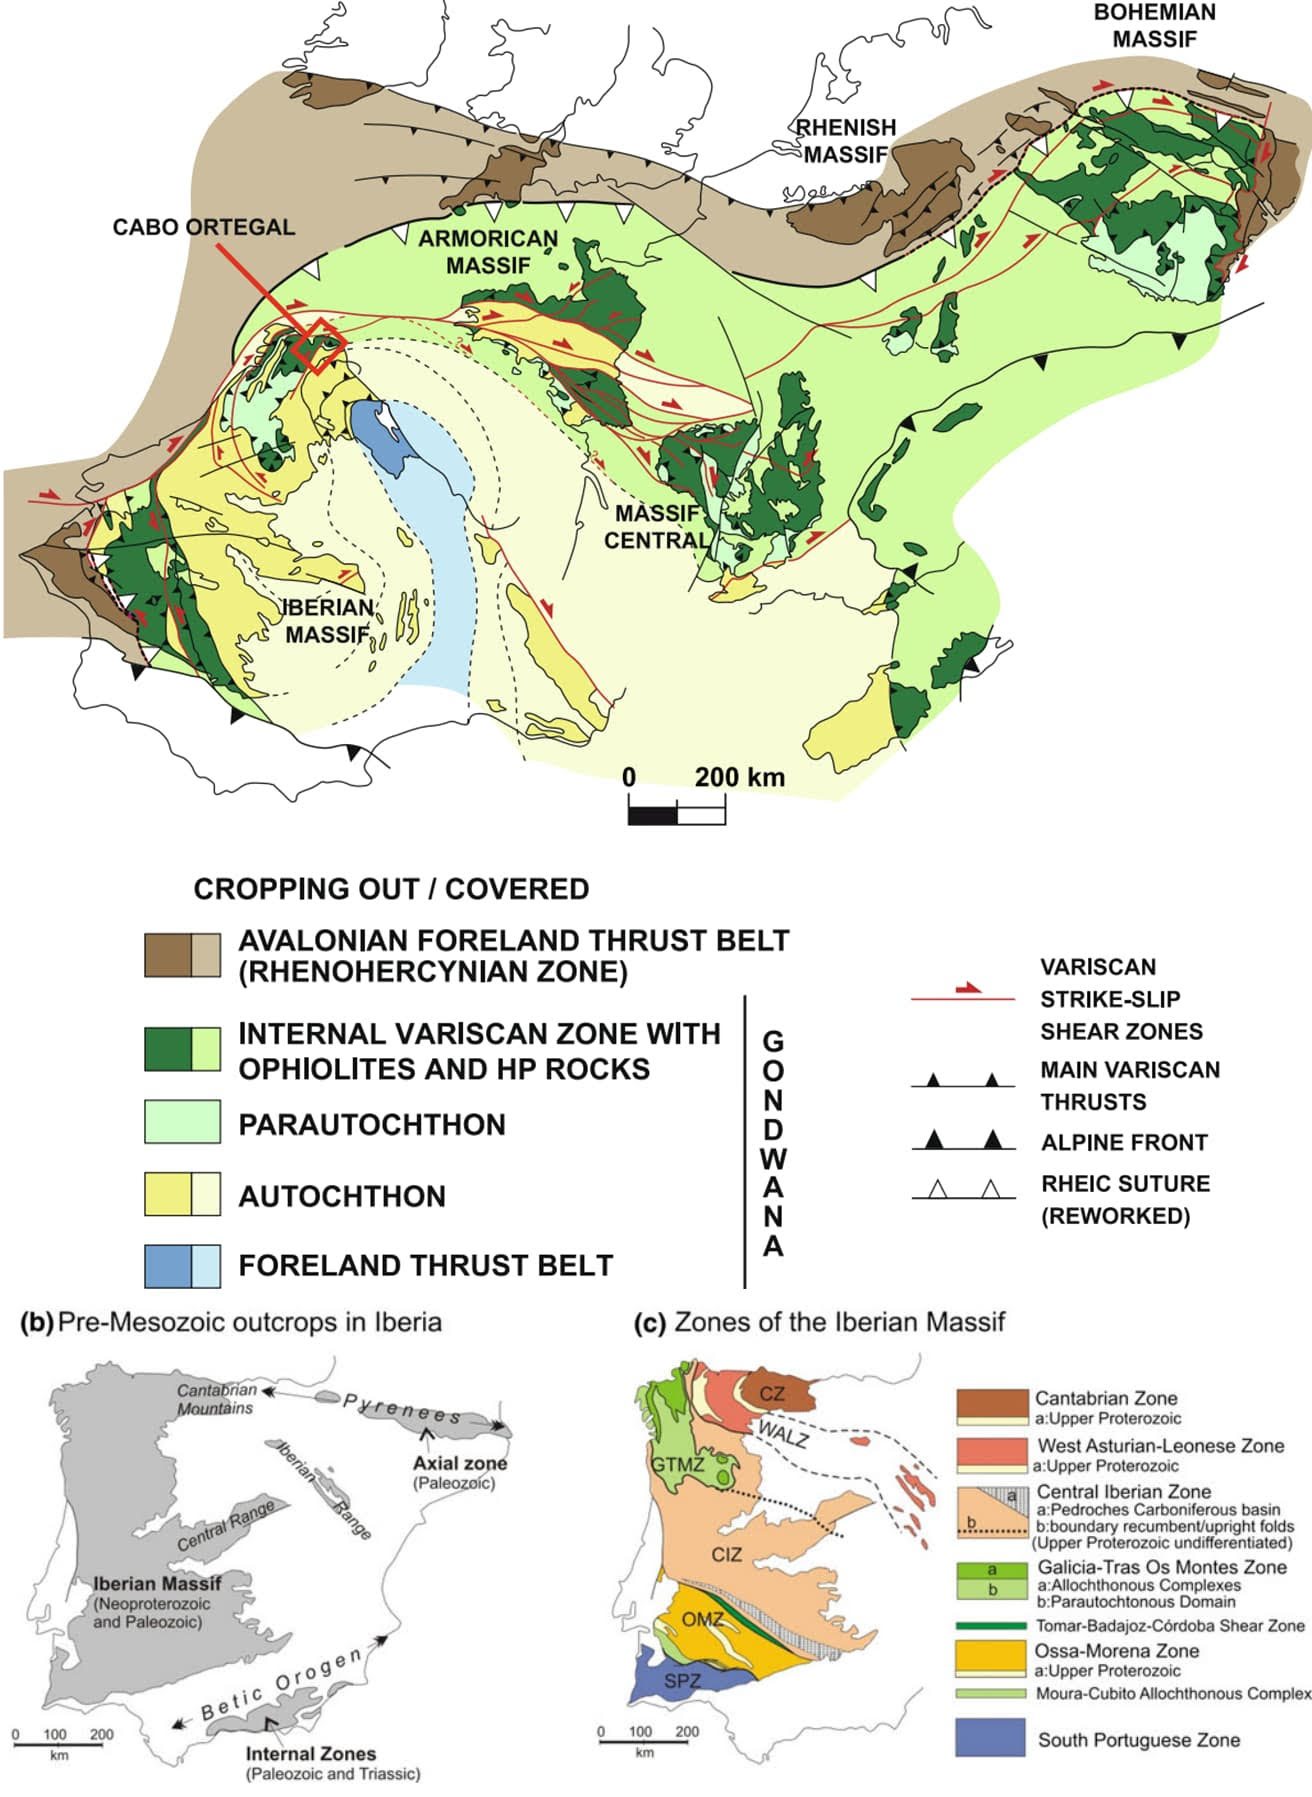 BOHEMIAN
MASSIF
RHENISH
MASSIF
CABO ORTEGAL
ARMORICAN
MASSIF
?
?
MASSIF
CENTRAL
IBERIAN
MASSIF
0 200 km
CROPPING OUT / COVERED
AVALONIAN FORELAND THRUST BELT
(RHENOHERCYNIAN ZONE)
INTERNAL VARISCAN ZONE WITH
OPHIOLITES AND HP ROCKS
PARAUTOCHTHON
AUTOCHTHON
FORELAND THRUST BELT
G
O
N
D
W
A
N
A
VARISCAN
STRIKE-SLIP
SHEAR ZONES
MAIN VARISCAN
THRUSTS
ALPINE FRONT
RHEIC SUTURE
(REWORKED)
(b) Pre-Mesozoic outcrops in Iberia
Cantabrian
Mountains
Pyrenees
Iberian Range
Axial zone
(Paleozoic)
Central Range
Iberian Massif
(Neoproterozoic
and Paleozoic)
Betic Orogen
0 100 200
km
Internal Zones
(Paleozoic and Triassic)
(c) Zones of the Iberian Massif
CZ
WALZ
GTMZ
CIZ
OMZ
SPZ
0 100 200
km
Cantabrian Zone
a:Upper Proterozoic
West Asturian-Leonese Zone
a:Upper Proterozoic
a
b
Central Iberian Zone
a:Pedroches Carboniferous basin
b:boundary recumbent/upright folds
(Upper Proterozoic undifferentiated)
a
b
Galicia-Tras Os Montes Zone
a:Allochthonous Complexes
b:Parautochtonous Domain
Tomar-Badajoz-Córdoba Shear Zone
Ossa-Morena Zone
a:Upper Proterozoic
Moura-Cubito Allochthonous Complex
South Portuguese Zone